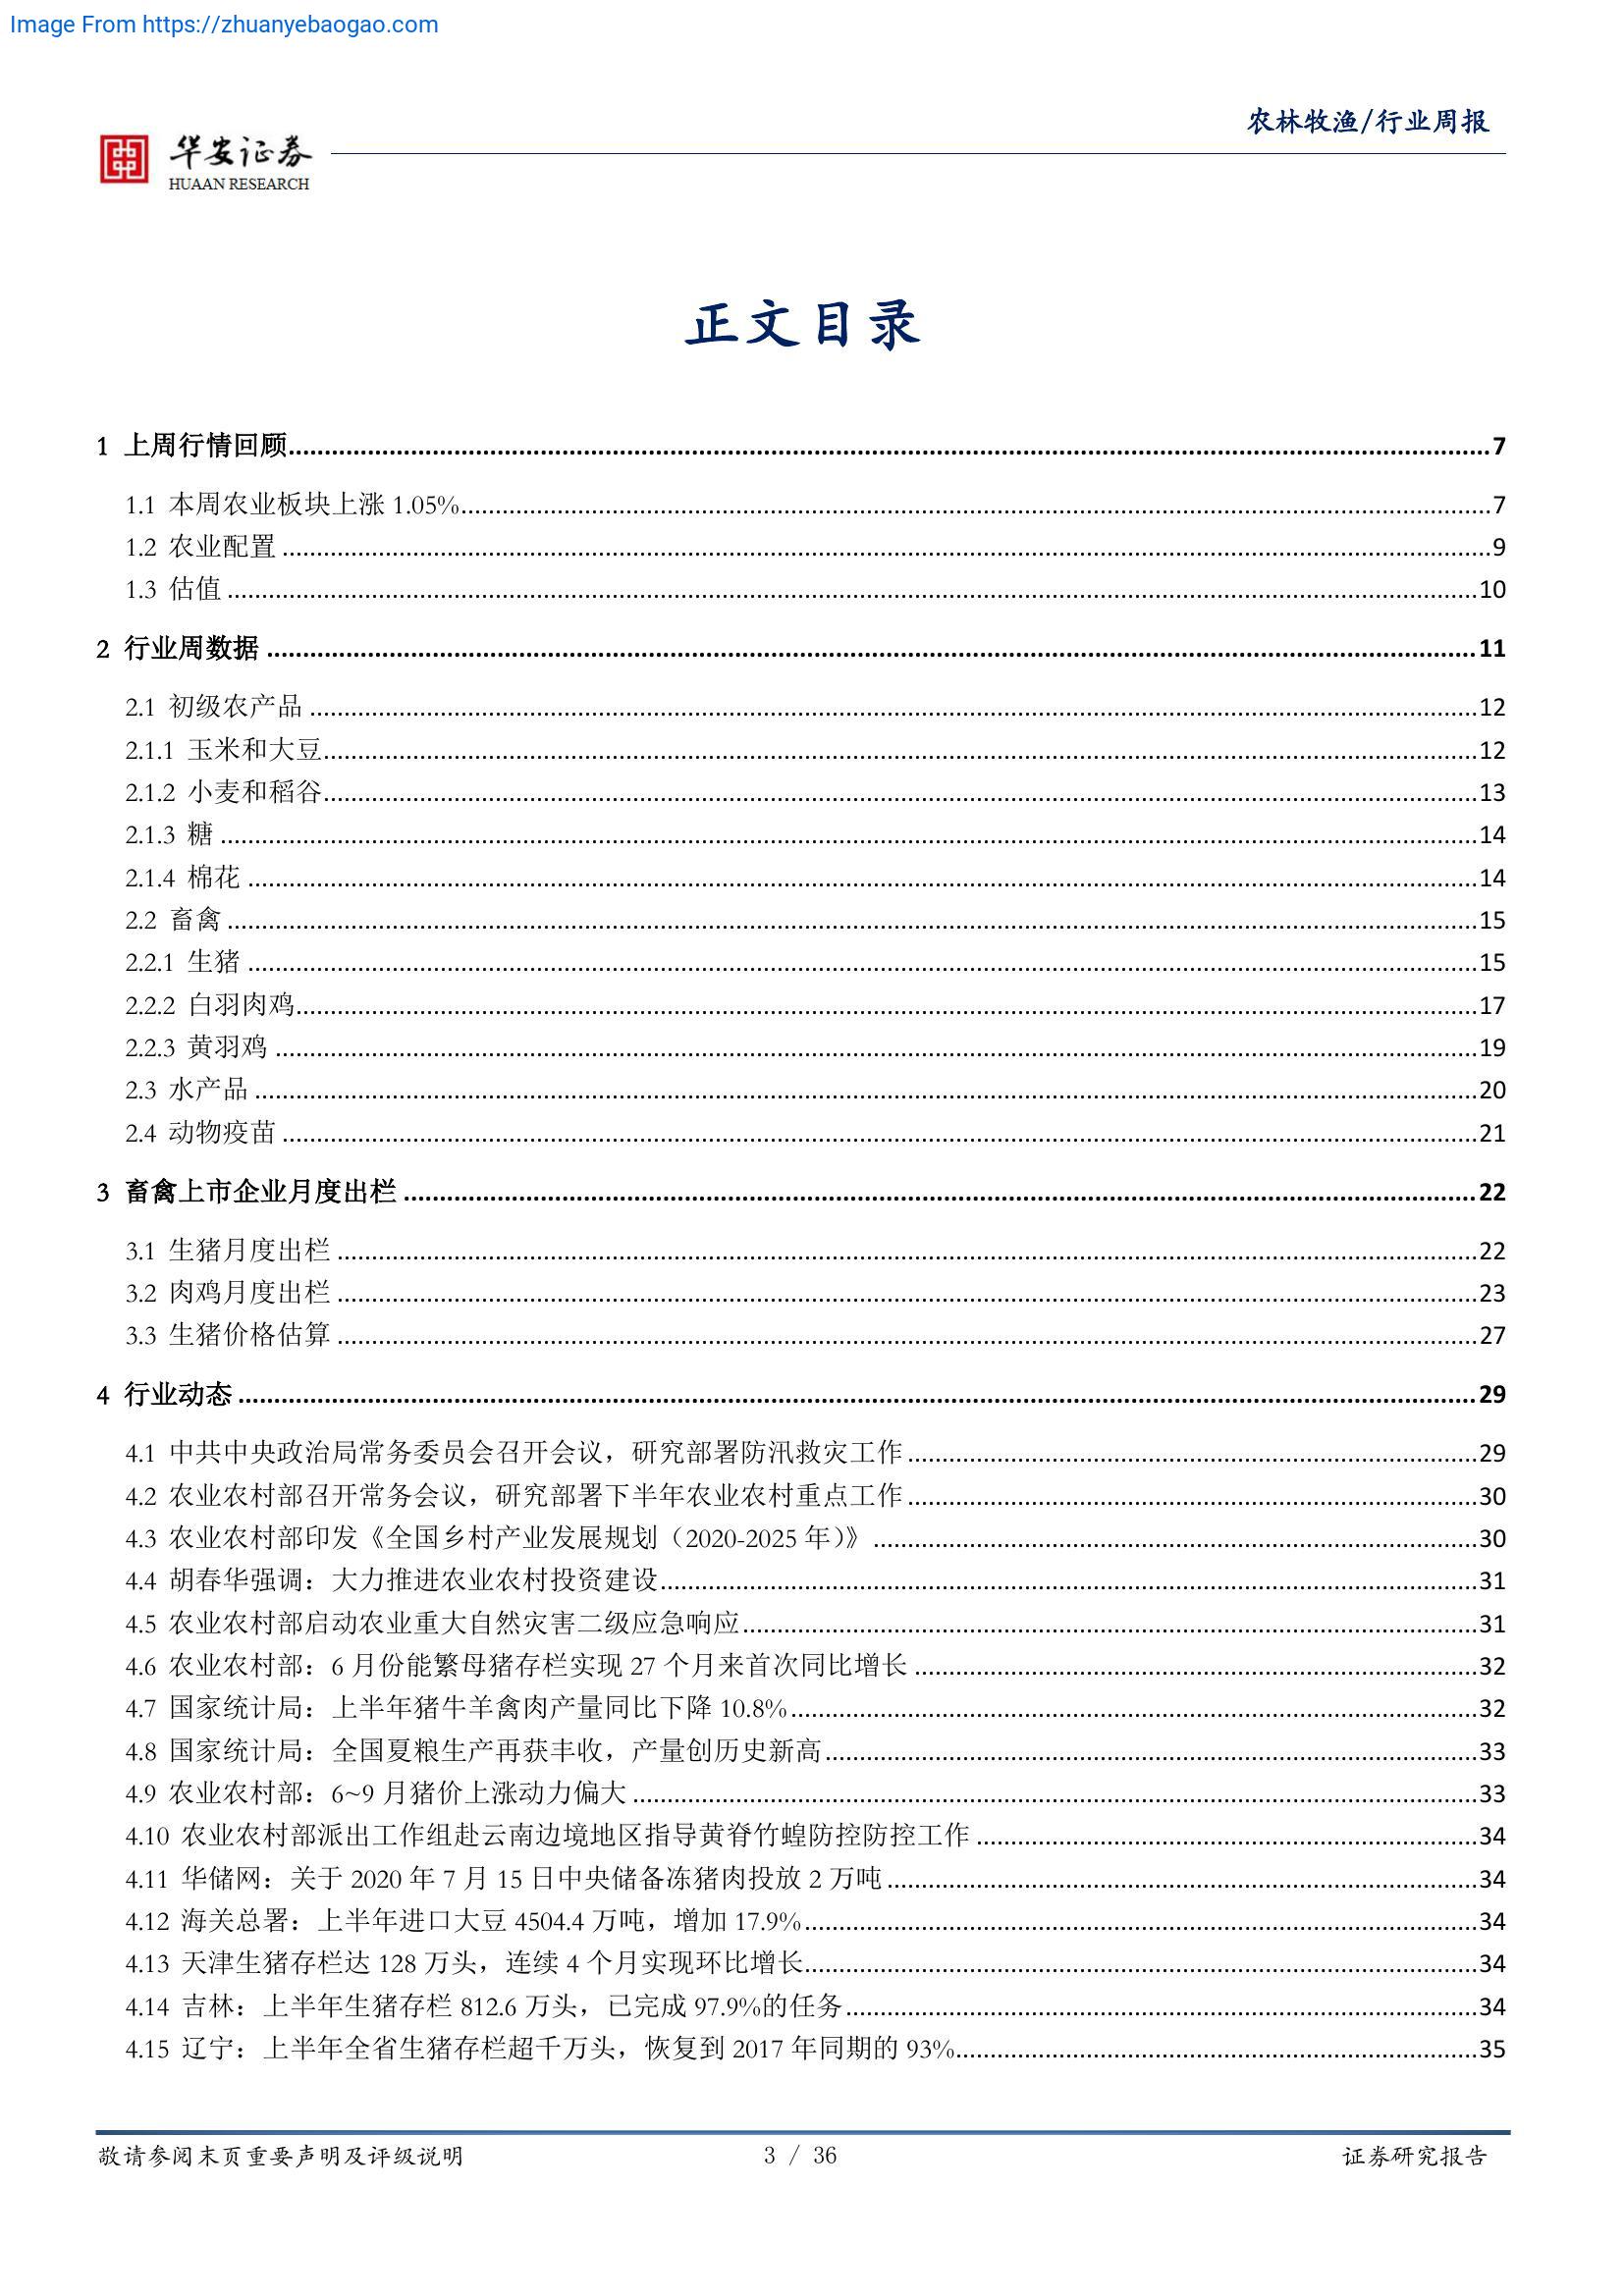 Image From https://zhuanyebaogao.com
农林牧渔/行业周报
华安证券
HUAAN RESEARCH
正文目录
1 上周行情回顾........7
1.1 本周农业板块上涨 1.05%........7
1.2 农业配置........9
1.3 估值........10
2 行业周数据........11
2.1 初级农产品........12
2.1.1 玉米和大豆........12
2.1.2 小麦和稻谷........13
2.1.3 糖........14
2.1.4 棉花........14
2.2 畜禽........15
2.2.1 生猪........15
2.2.2 白羽肉鸡........17
2.2.3 黄羽鸡........19
2.3 水产品........20
2.4 动物疫苗........21
3 畜禽上市企业月度出栏........22
3.1 生猪月度出栏........22
3.2 肉鸡月度出栏........23
3.3 生猪价格估算........27
4 行业动态........29
4.1 中共中央政治局常务委员会召开会议，研究部署防汛救灾工作........29
4.2 农业农村部召开常务会议，研究部署下半年农业农村重点工作........30
4.3 农业农村部印发《全国乡村产业发展规划（2020-2025 年）》........30
4.4 胡春华强调：大力推进农业农村投资建设........31
4.5 农业农村部启动农业重大自然灾害二级应急响应........31
4.6 农业农村部：6 月份能繁母猪存栏实现 27 个月来首次同比增长........32
4.7 国家统计局：上半年猪牛羊禽肉产量同比下降 10.8%........32
4.8 国家统计局：全国夏粮生产再获丰收，产量创历史新高........33
4.9 农业农村部：6~9 月猪价上涨动力偏大........33
4.10 农业农村部派出工作组赴云南边境地区指导黄脊竹蝗防控防控工作........34
4.11 华储网：关于 2020 年 7 月 15 日中央储备冻猪肉投放 2 万吨........34
4.12 海关总署：上半年进口大豆 4504.4 万吨，增加 17.9%........34
4.13 天津生猪存栏达 128 万头，连续 4 个月实现环比增长........34
4.14 吉林：上半年生猪存栏 812.6 万头，已完成 97.9%的任务........34
4.15 辽宁：上半年全省生猪存栏超千万头，恢复到 2017 年同期的 93%........35
敬请参阅末页重要声明及评级说明
3 / 36
证券研究报告